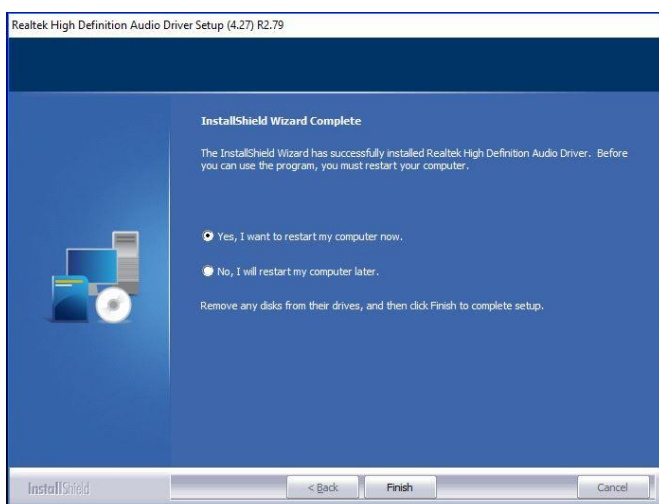 Realtek High Definition Audio Driver Setup (4.27) R2.79
InstallShield Wizard Complete
The InstallShield Wizard has successfully installed Realtek High Definition Audio Driver. Before
you can use the program, you must restart your computer.
Yes, I want to restart my computer now.
No, I will restart my computer later.
Remove any disks from their drives, and then click Finish to complete setup.
InstallShield
< Back
Finish
Cancel